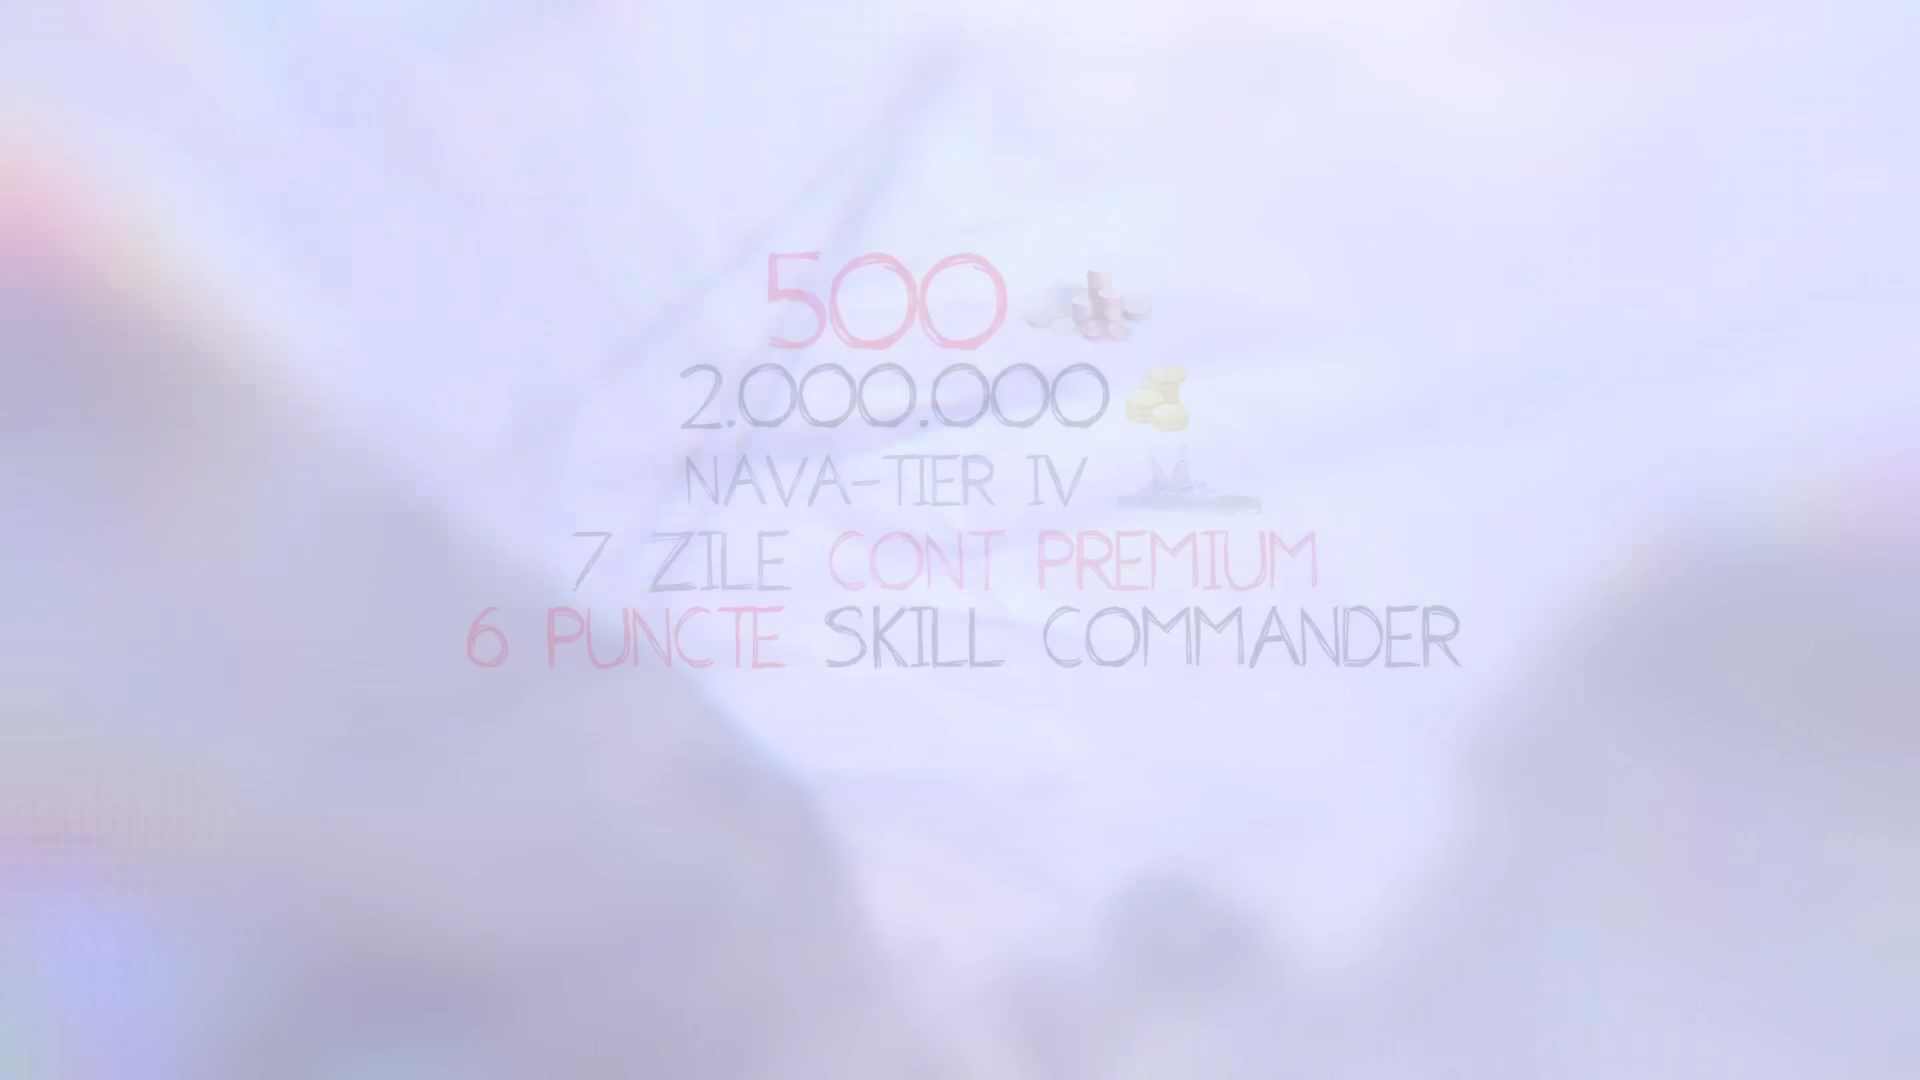 500
2.000.000
NAVA-TIER IV
7 ZILE CONT PREMIUM
6 PUNCTE SKILL COMMANDER